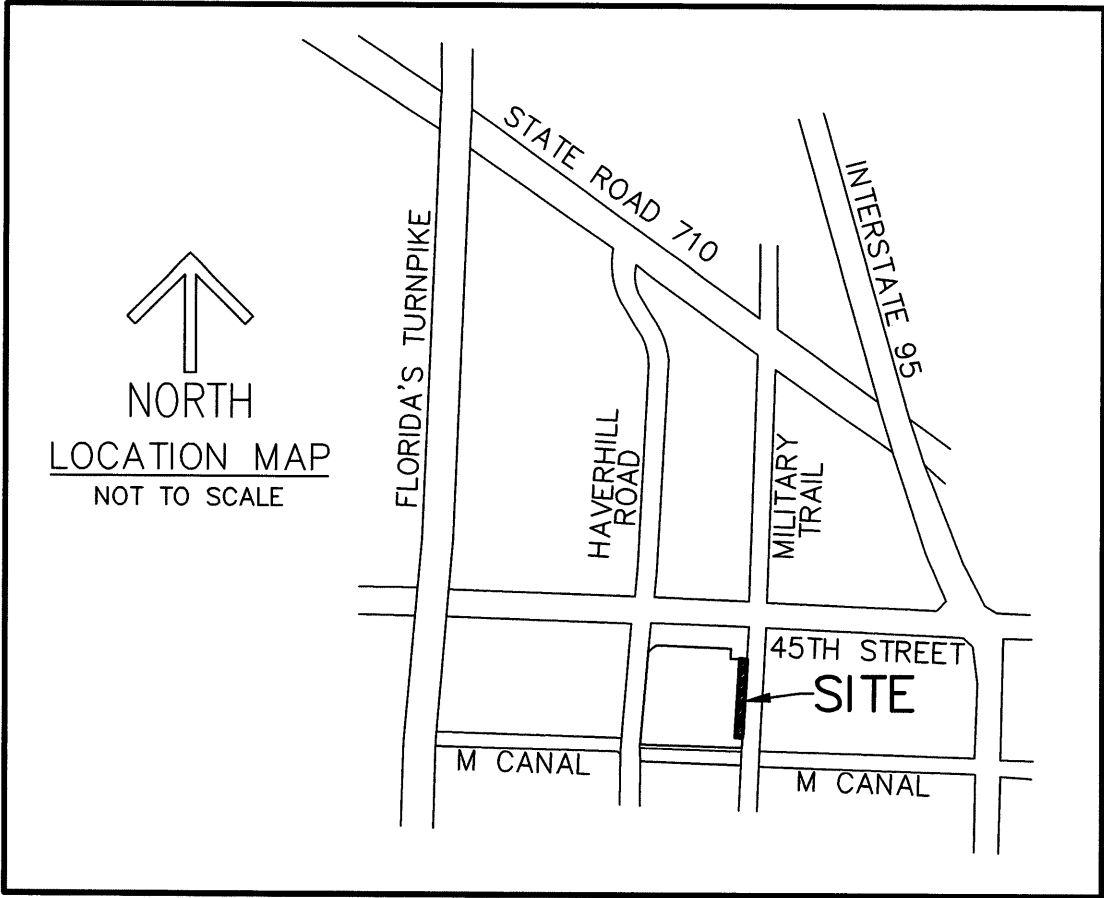 STATE ROAD 710
INTERSTATE 95
FLORIDA'S TURNPIKE
NORTH
LOCATION MAP
NOT TO SCALE
HAVERHILL
ROAD
MILITARY
TRAIL
45TH STREET
SITE
M CANAL
M CANAL